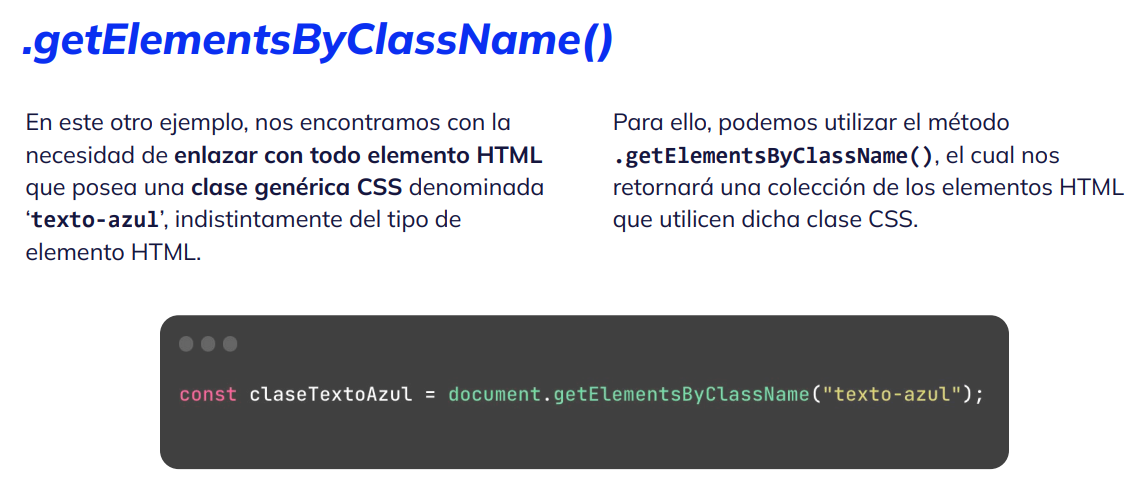 .getElementsByClassName()
En este otro ejemplo, nos encontramos con la
necesidad de enlazar con todo elemento HTML
que posea una clase genérica CSS denominada
‘texto-azul’, indistintamente del tipo de
elemento HTML.
Para ello, podemos utilizar el método
.getElementsByClassName(), el cual nos
retornará una colección de los elementos HTML
que utilicen dicha clase CSS.
const claseTextoAzul = document.getElementsByClassName("texto-azul");